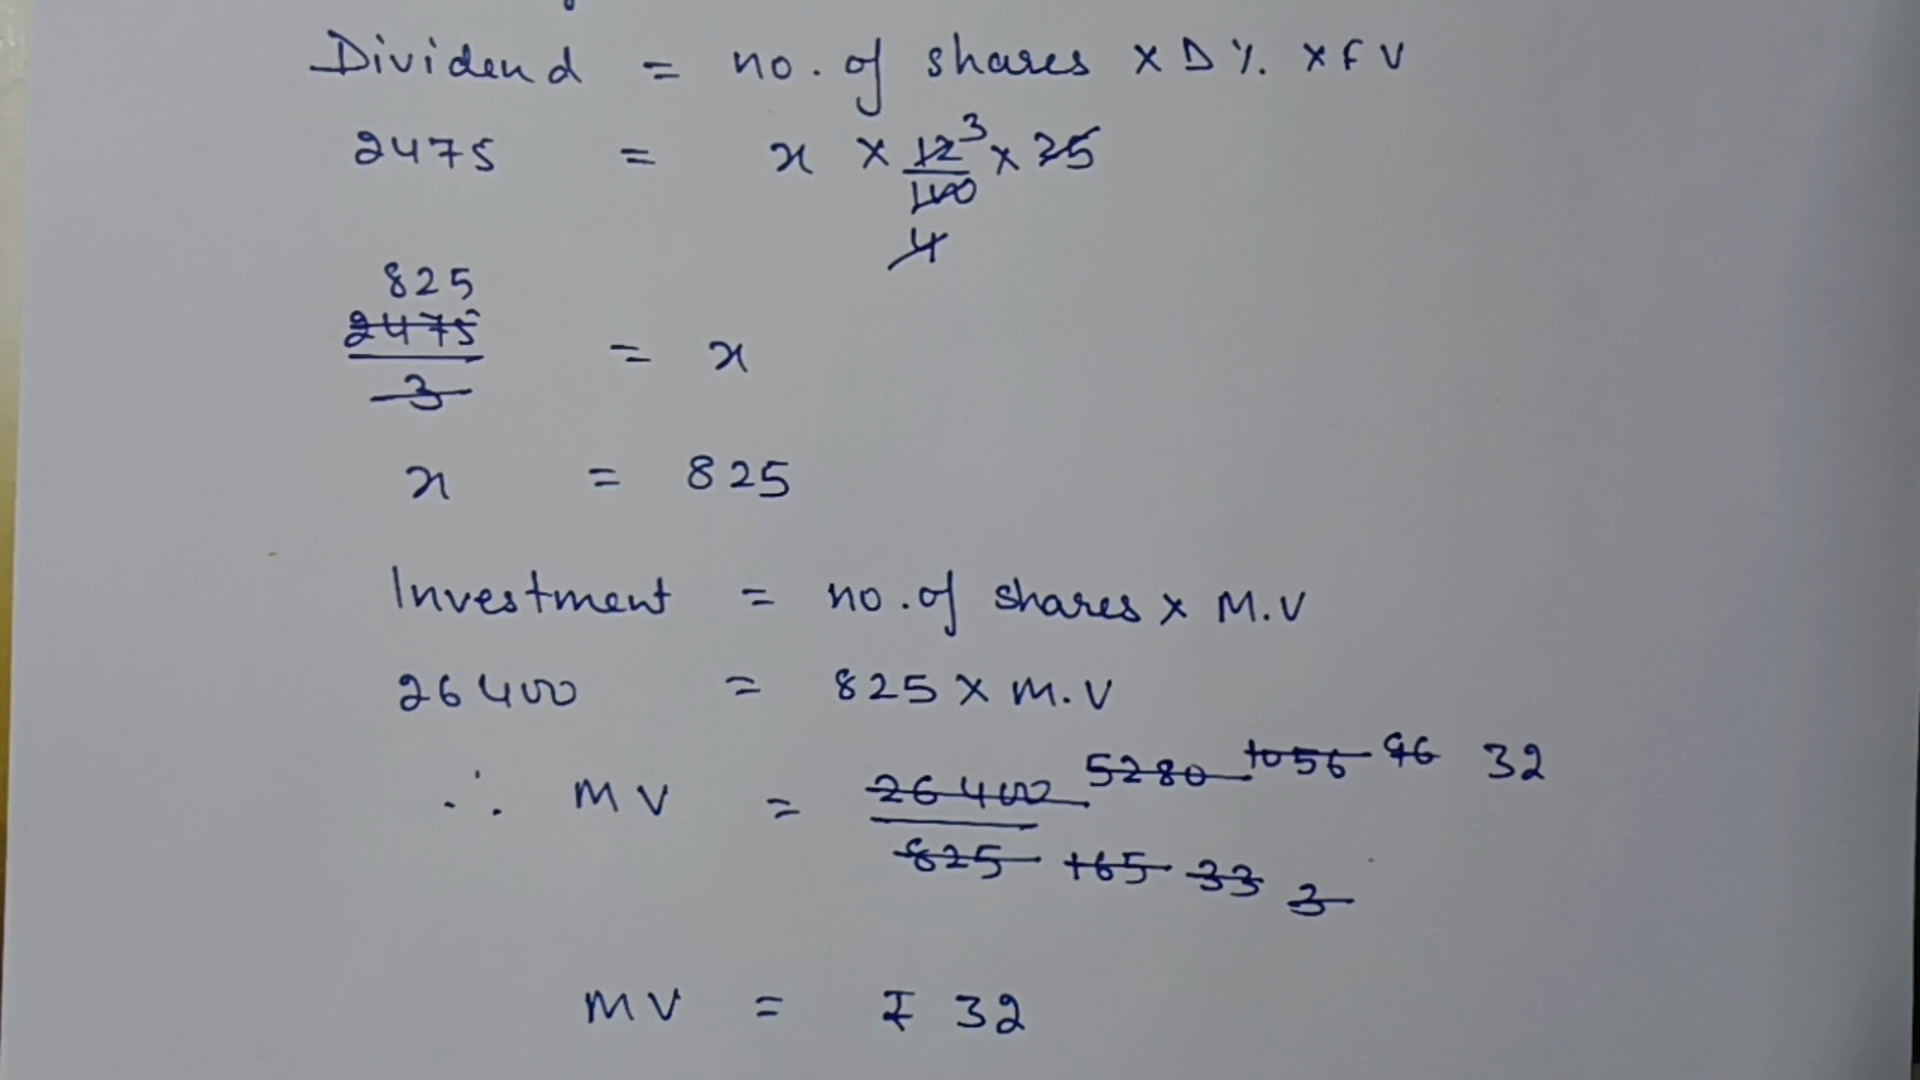 Dividend = no. of shares × D %. × F V
2475 = x × 12/100 3 × 25
4
825
2475/3 = x
x = 825
Investment = no. of shares × M.V
26400 = 825 × M.V
∴ MV = 26400/825 5280 1056 96 32
165 33 3
MV = ₹ 32